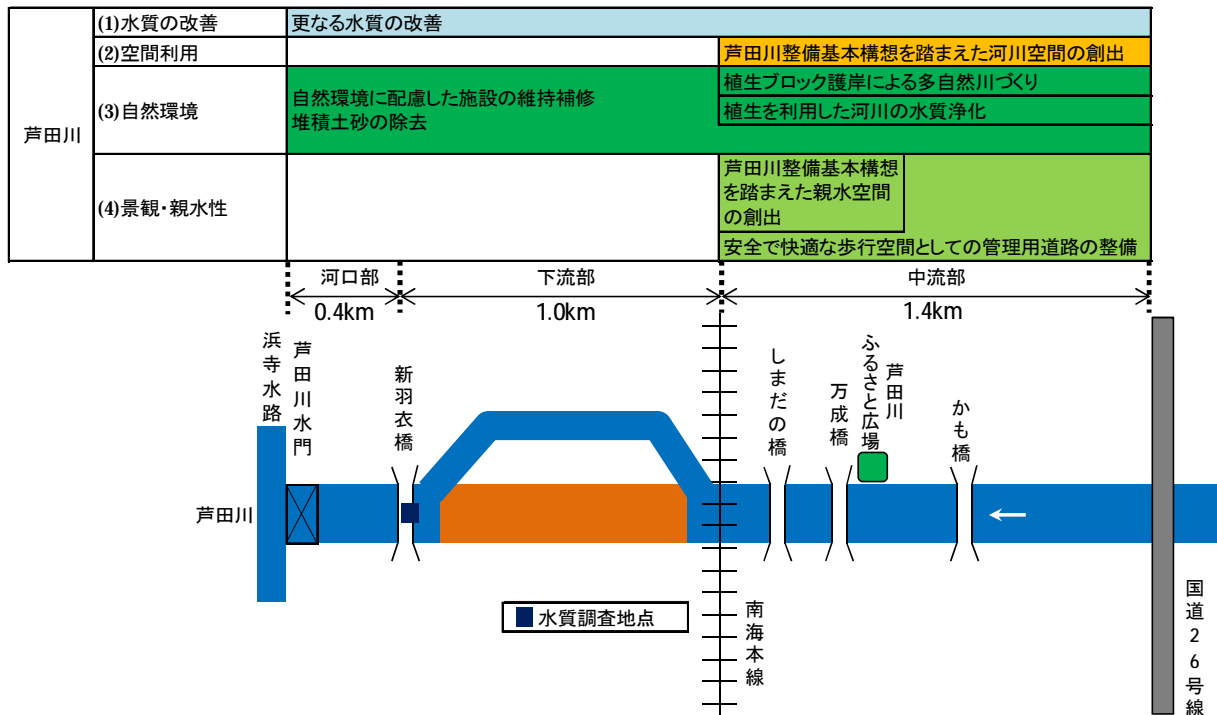 芦田川
(1)水質の改善
更なる水質の改善
(2)空間利用
芦田川整備基本構想を踏まえた河川空間の創出
(3)自然環境
自然環境に配慮した施設の維持補修
堆積土砂の除去
植生ブロック護岸による多自然川づくり
植生を利用した河川の水質浄化
(4)景観・親水性
芦田川整備基本構想
を踏まえた親水空間
の創出
安全で快適な歩行空間としての管理用道路の整備
河口部
下流部
中流部
0.4km
1.0km
1.4km
浜寺水路
芦田川水門
新羽衣橋
しまだの橋
万成橋
芦田川
ふるさと広場
かも橋
芦田川
←
水質調査地点
南海本線
国道26号線